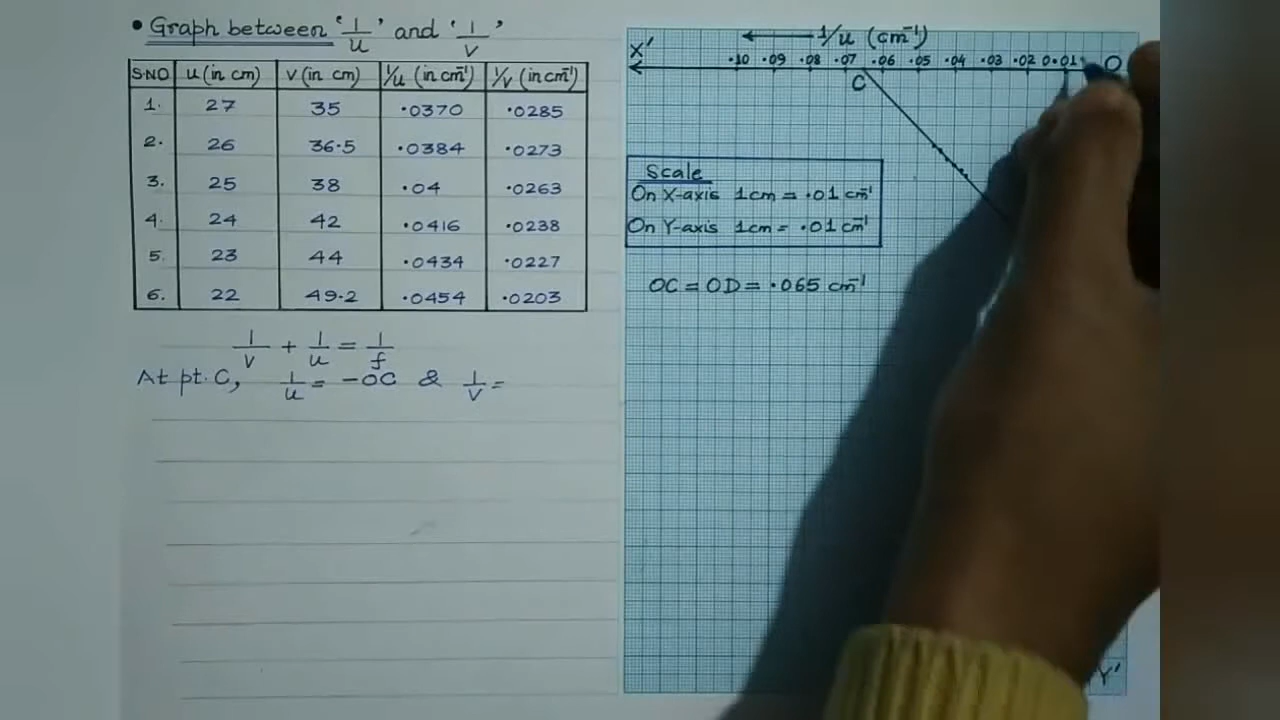 • Graph between '1/u' and '1/v'
S.NO u (in cm) v (in cm) 1/u (in cm⁻¹) 1/v (in cm⁻¹)
1. 27 35 .0370 .0285
2. 26 36.5 .0384 .0273
3. 25 38 .04 .0263
4. 24 42 .0416 .0238
5. 23 44 .0434 .0227
6. 22 49.2 .0454 .0203
1/v + 1/u = 1/f
At pt. C, 1/u = -OC & 1/v =
1/u (cm⁻¹)
X'
.10 .09 .08 .07 .06 .05 .04 .03 .02 0.01 O
C
Scale
On X-axis 1cm = .01 cm⁻¹
On Y-axis 1cm = .01 cm⁻¹
OC = OD = .065 cm⁻¹
Y'